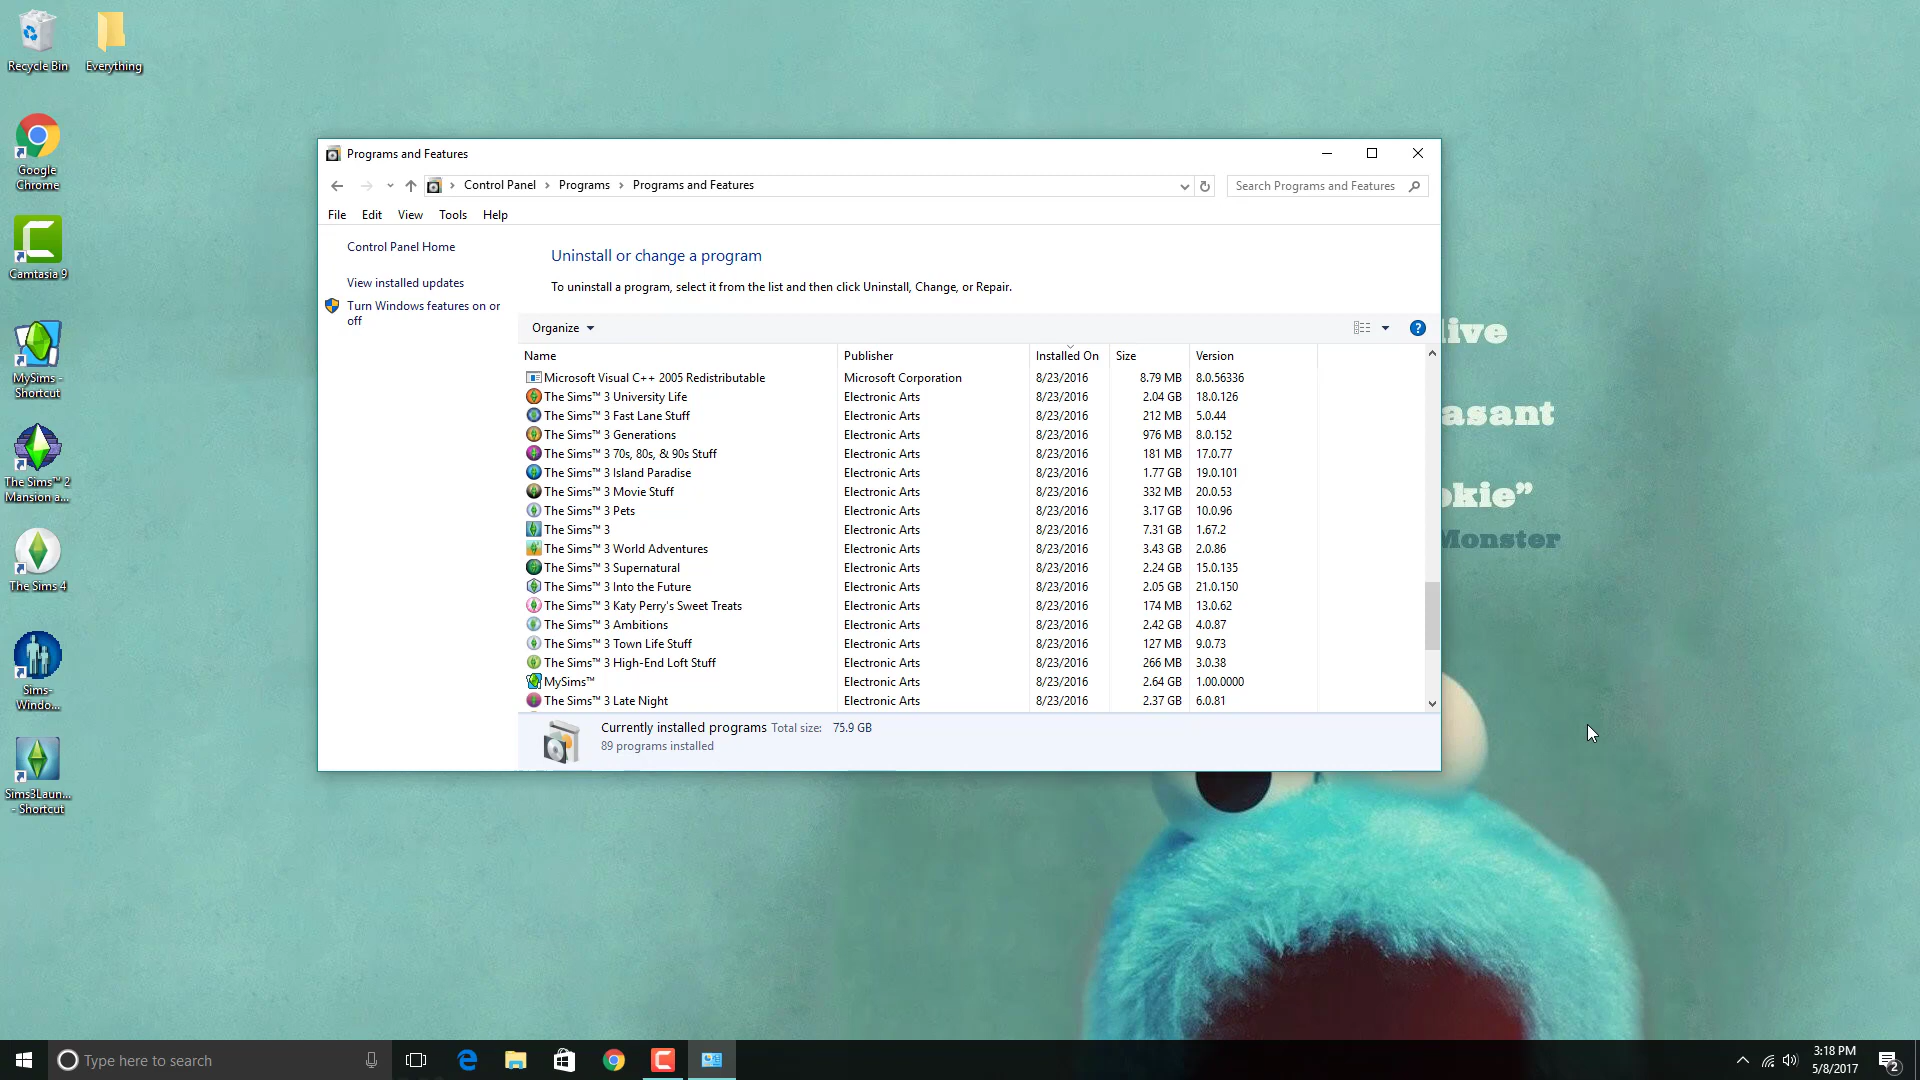 Recycle Bin
Everything
Google
Chrome
Camtasia 9
MySims -
Shortcut
The Sims™ 2
Mansion a...
The Sims 4
Sims-
Windo...
Sims3Laun...
- Shortcut
Programs and Features
Control Panel > Programs > Programs and Features
Search Programs and Features
File Edit View Tools Help
Control Panel Home
View installed updates
Turn Windows features on or
off
Uninstall or change a program
To uninstall a program, select it from the list and then click Uninstall, Change, or Repair.
Organize
Name Publisher Installed On Size Version
Microsoft Visual C++ 2005 Redistributable Microsoft Corporation 8/23/2016 8.79 MB 8.0.56336
The Sims™ 3 University Life Electronic Arts 8/23/2016 2.04 GB 18.0.126
The Sims™ 3 Fast Lane Stuff Electronic Arts 8/23/2016 212 MB 5.0.44
The Sims™ 3 Generations Electronic Arts 8/23/2016 976 MB 8.0.152
The Sims™ 3 70s, 80s, & 90s Stuff Electronic Arts 8/23/2016 181 MB 17.0.77
The Sims™ 3 Island Paradise Electronic Arts 8/23/2016 1.77 GB 19.0.101
The Sims™ 3 Movie Stuff Electronic Arts 8/23/2016 332 MB 20.0.53
The Sims™ 3 Pets Electronic Arts 8/23/2016 3.17 GB 10.0.96
The Sims™ 3 Electronic Arts 8/23/2016 7.31 GB 1.67.2
The Sims™ 3 World Adventures Electronic Arts 8/23/2016 3.43 GB 2.0.86
The Sims™ 3 Supernatural Electronic Arts 8/23/2016 2.24 GB 15.0.135
The Sims™ 3 Into the Future Electronic Arts 8/23/2016 2.05 GB 21.0.150
The Sims™ 3 Katy Perry's Sweet Treats Electronic Arts 8/23/2016 174 MB 13.0.62
The Sims™ 3 Ambitions Electronic Arts 8/23/2016 2.42 GB 4.0.87
The Sims™ 3 Town Life Stuff Electronic Arts 8/23/2016 127 MB 9.0.73
The Sims™ 3 High-End Loft Stuff Electronic Arts 8/23/2016 266 MB 3.0.38
MySims™ Electronic Arts 8/23/2016 2.64 GB 1.00.0000
The Sims™ 3 Late Night Electronic Arts 8/23/2016 2.37 GB 6.0.81
Currently installed programs Total size: 75.9 GB
89 programs installed
live
asant
okie”
Monster
Type here to search
3:18 PM
5/8/2017
2